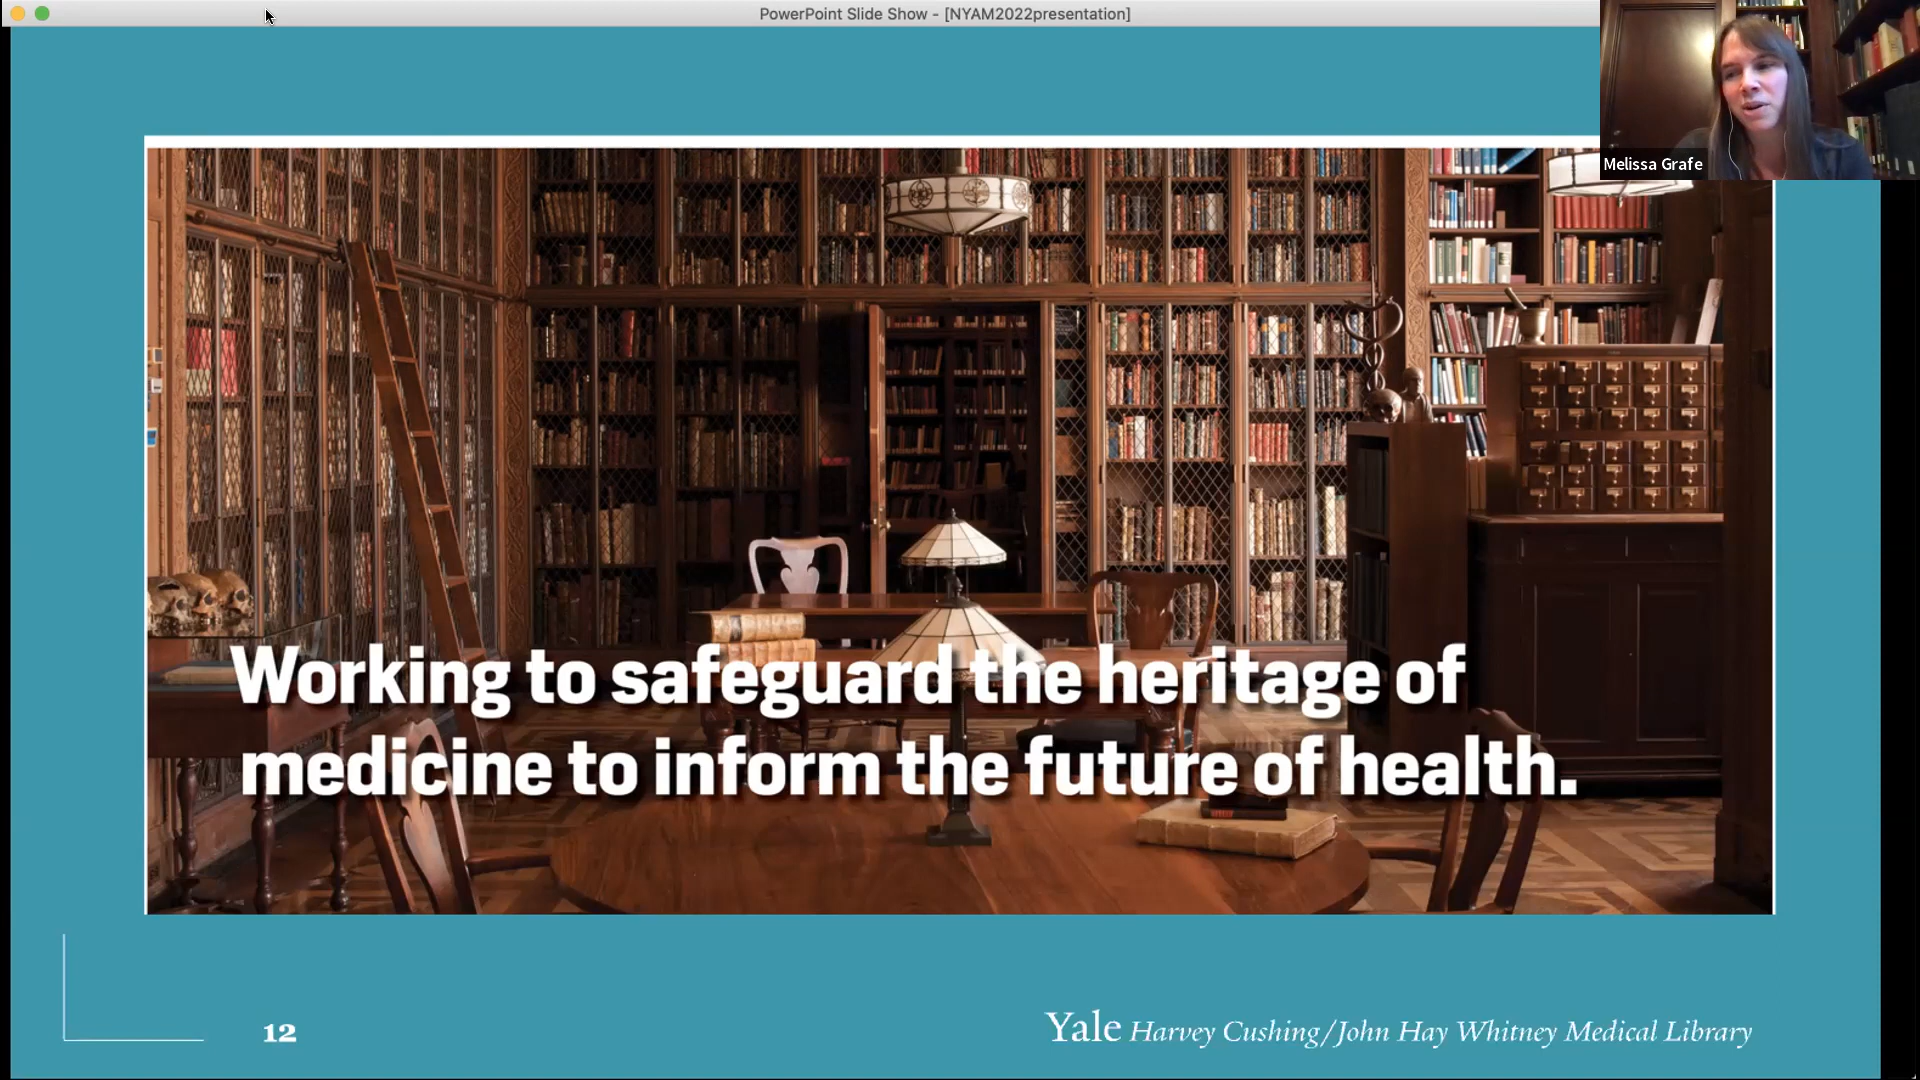 PowerPoint Slide Show - [NYAM2022presentation]
Melissa Grafe
Working to safeguard the heritage of
medicine to inform the future of health.
12
Yale Harvey Cushing/John Hay Whitney Medical Library